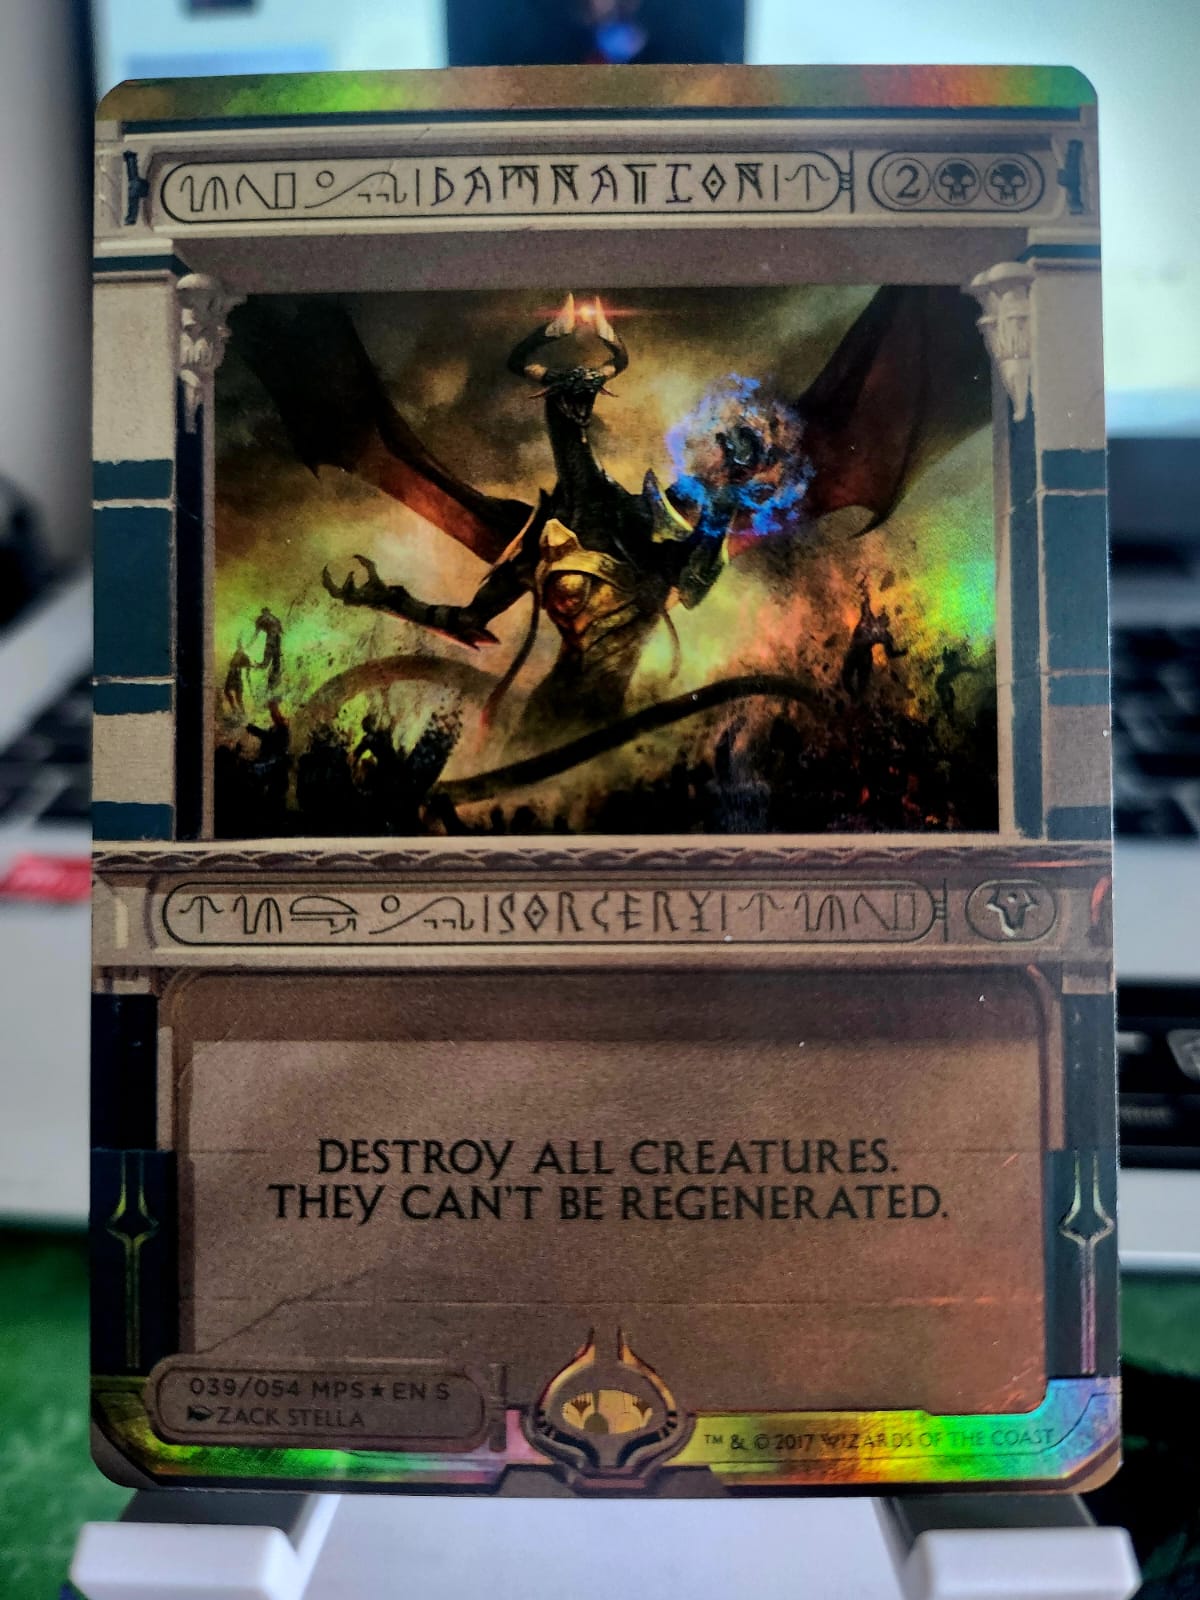 DAMNATION 2
SORCERY
DESTROY ALL CREATURES.
THEY CAN'T BE REGENERATED.
039/054 MPS★EN S
ZACK STELLA
™ & © 2017 WIZARDS OF THE COAST